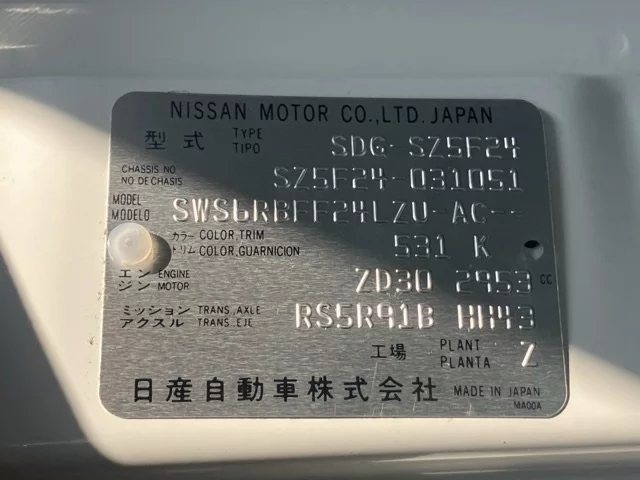 NISSAN MOTOR CO.,LTD. JAPAN
型式 TYPE TIPO SDG-SZ5F24
CHASSIS NO. NO DE CHASIS SZ5F24-031051
MODEL MODELO SWS6RBFF24LZU-AC--
カラー トリム COLOR, TRIM COLOR, GUARNICION 531 K
エンジン ENGINE MOTOR ZD30 2953 CC
ミッション アクスル TRANS., AXLE TRANS., EJE RS5R91B HH43
工場 PLANT PLANTA Z
日産自動車株式会社 MADE IN JAPAN
MA00A